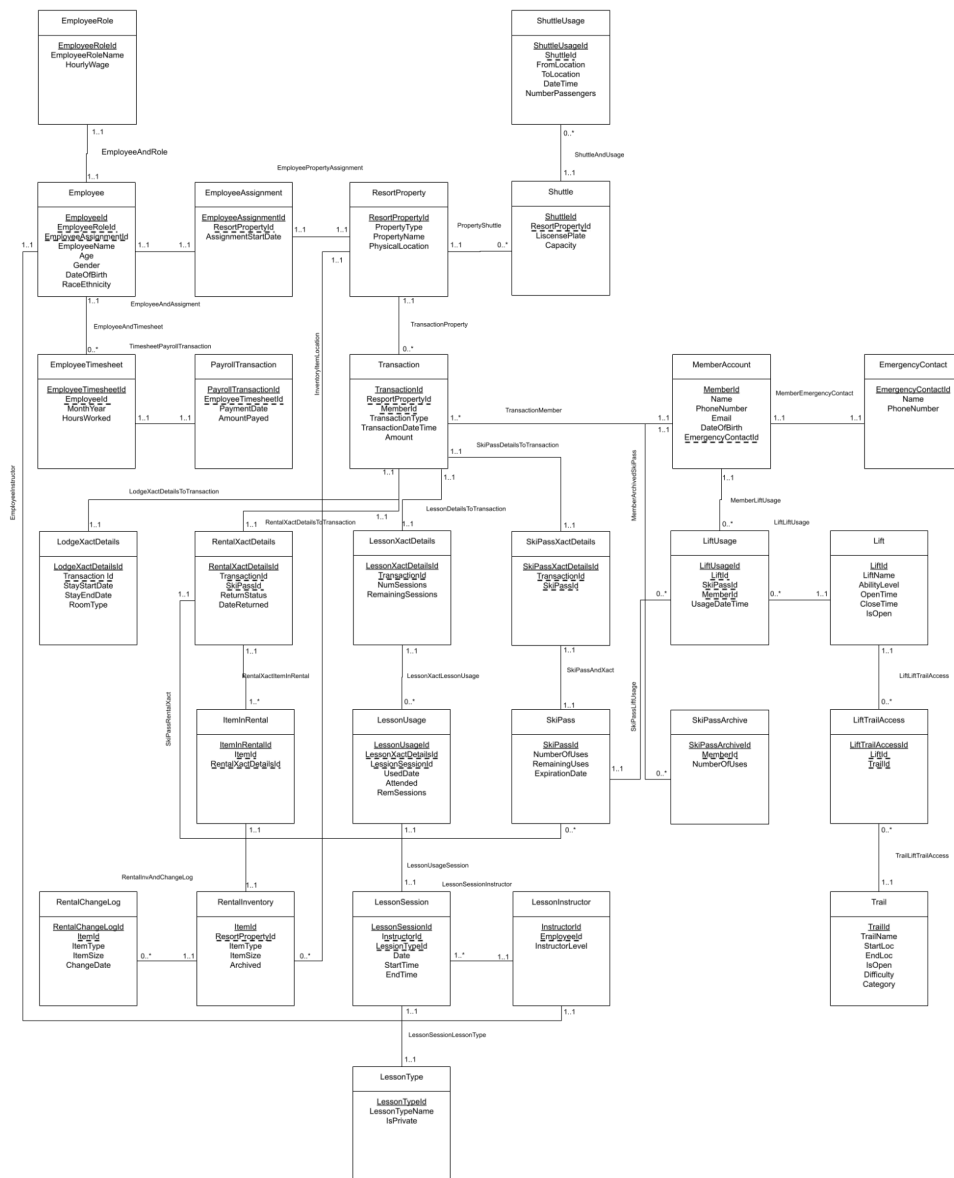 EmployeeRole
EmployeeRoleId
EmployeeRoleName
HourlyWage
ShuttleUsage
ShuttleUsageId
ShuttleId
FromLocation
ToLocation
DateTime
NumberPassengers
1..1
EmployeeAndRole
1..1
0..*
ShuttleAndUsage
1..1
EmployeePropertyAssignment
Employee
EmployeeId
EmployeeRoleId
EmployeeAssignmentId
EmployeeName
Age
Gender
DateOfBirth
RaceEthnicity
1..1
1..1
1..1
EmployeeAssignment
EmployeeAssignmentId
ResortPropertyId
AssignmentStartDate
1..1
1..1
ResortProperty
ResortPropertyId
PropertyType
PropertyName
PhysicalLocation
1..1
PropertyShuttle
1..1
0..*
Shuttle
ShuttleId
ResortPropertyId
LiscensePlate
Capacity
1..1
EmployeeAndAssigment
EmployeeAndTimesheet
0..*
TimesheetPayrollTransaction
1..1
TransactionProperty
0..*
InventoryItemLocation
EmployeeTimesheet
EmployeeTimesheetId
EmployeeId
MonthYear
HoursWorked
1..1
1..1
PayrollTransaction
PayrollTransactionId
EmployeeTimesheetId
PaymentDate
AmountPayed
Transaction
TransactionId
ResortPropertyId
MemberId
TransactionType
TransactionDateTime
Amount
1..*
TransactionMember
1..1
1..1
MemberAccount
MemberId
Name
PhoneNumber
Email
DateOfBirth
EmergencyContactId
MemberEmergencyContact
1..1
1..1
EmergencyContact
EmergencyContactId
Name
PhoneNumber
SkiPassDetailsToTransaction
1..1
1..1
1..1
MemberArchivedSkiPass
EmployeeInstructor
LodgeXactDetailsToTransaction
LessonDetailsToTransaction
RentalXactDetailsToTransaction
1..1
1..1
1..1
1..1
1..1
1..1
MemberLiftUsage
0..*
LiftLiftUsage
LodgeXactDetails
LodgeXactDetailsId
Transaction Id
StayStartDate
StayEndDate
RoomType
RentalXactDetails
RentalXactDetailsId
TransactionId
SkiPassId
ReturnStatus
DateReturned
1..1
LessonXactDetails
LessonXactDetailsId
TransactionId
NumSessions
RemainingSessions
SkiPassXactDetails
SkiPassXactDetailsId
TransactionId
SkiPassId
LiftUsage
LiftUsageId
LiftId
SkiPassId
MemberId
UsageDateTime
0..*
0..*
1..1
Lift
LiftId
LiftName
AbilityLevel
OpenTime
CloseTime
IsOpen
1..1
RentalXactItemInRental
1..*
1..1
LessonXactLessonUsage
0..*
1..1
SkiPassAndXact
1..1
1..1
LiftLiftTrailAccess
0..*
SkiPassRentalXact
SkiPassLiftUsage
ItemInRental
ItemInRentalId
ItemId
RentalXactDetailsId
LessonUsage
LessonUsageId
LessonXactDetailsId
LessionSessionId
UsedDate
Attended
RemSessions
SkiPass
SkiPassId
NumberOfUses
RemainingUses
ExpirationDate
1..1
0..*
SkiPassArchive
SkiPassArchiveId
MemberId
NumberOfUses
LiftTrailAccess
LiftTrailAccessId
LiftId
TrailId
1..1
1..1
0..*
0..*
RentalInvAndChangeLog
1..1
LessonUsageSession
LessonSessionInstructor
1..1
TrailLiftTrailAccess
1..1
RentalChangeLog
RentalChangeLogId
ItemId
ItemType
ItemSize
ChangeDate
0..*
1..1
RentalInventory
ItemId
ResortPropertyId
ItemType
ItemSize
Archived
0..*
LessonSession
LessonSessionId
InstructorId
LessionTypeId
Date
StartTime
EndTime
1..*
1..1
LessonInstructor
InstructorId
EmployeeId
InstructorLevel
Trail
TrailId
TrailName
StartLoc
EndLoc
IsOpen
Difficulty
Category
1..1
1..1
LessonSessionLessonType
1..1
LessonType
LessonTypeId
LessonTypeName
IsPrivate